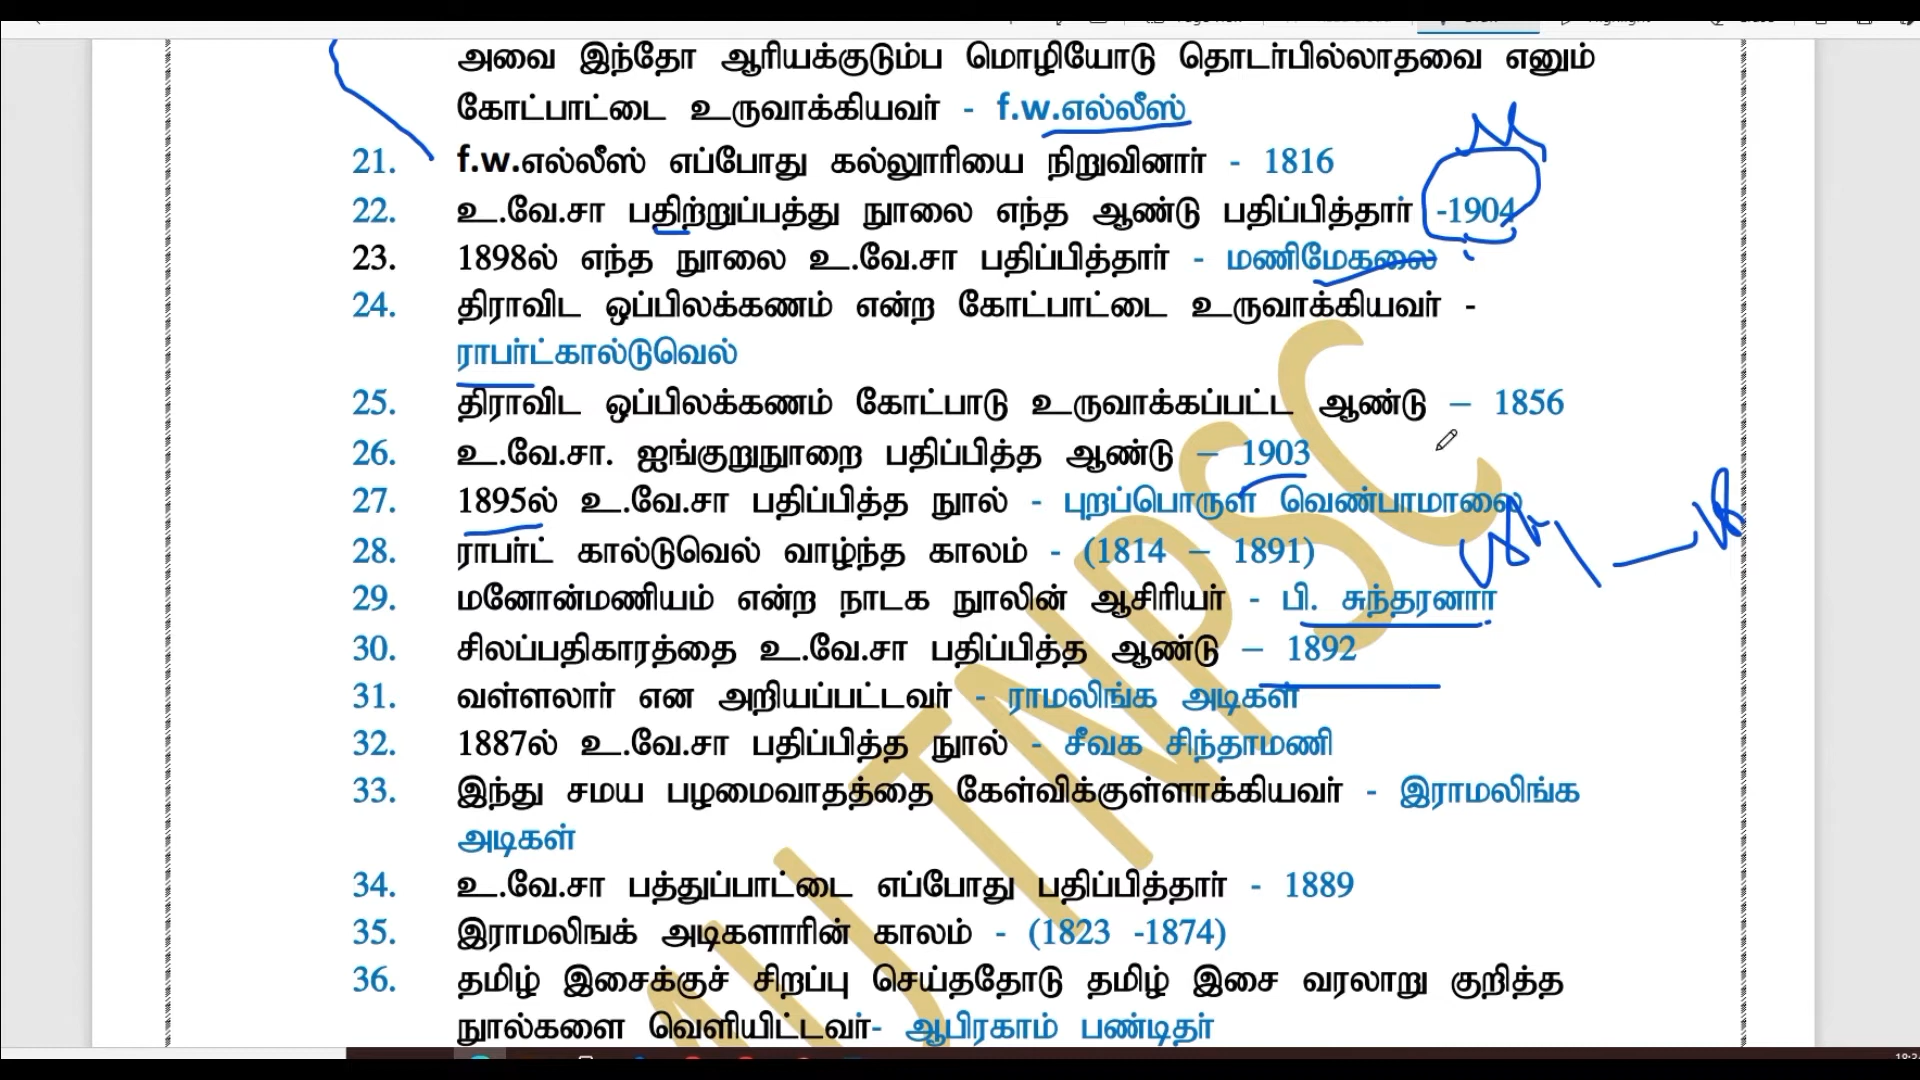 அவை இந்தோ ஆரியக்குடும்ப மொழியோடு தொடர்பில்லாதவை எனும்
கோட்பாட்டை உருவாக்கியவர் - f.w.எல்லீஸ்
21. f.w.எல்லீஸ் எப்போது கல்லூரியை நிறுவினார் - 1816
22. உ.வே.சா பதிற்றுப்பத்து நூலை எந்த ஆண்டு பதிப்பித்தார் -1904
23. 1898ல் எந்த நூலை உ.வே.சா பதிப்பித்தார் - மணிமேகலை
24. திராவிட ஒப்பிலக்கணம் என்ற கோட்பாட்டை உருவாக்கியவர் -
ராபர்ட்கால்டுவெல்
25. திராவிட ஒப்பிலக்கணம் கோட்பாடு உருவாக்கப்பட்ட ஆண்டு – 1856
26. உ.வே.சா. ஐங்குறுநூறை பதிப்பித்த ஆண்டு – 1903
27. 1895ல் உ.வே.சா பதிப்பித்த நூல் - புறப்பொருள் வெண்பாமாலை
28. ராபர்ட் கால்டுவெல் வாழ்ந்த காலம் - (1814 – 1891)
29. மனோன்மணியம் என்ற நாடக நூலின் ஆசிரியர் - பி. சுந்தரனார்
30. சிலப்பதிகாரத்தை உ.வே.சா பதிப்பித்த ஆண்டு – 1892
31. வள்ளலார் என அறியப்பட்டவர் - ராமலிங்க அடிகள்
32. 1887ல் உ.வே.சா பதிப்பித்த நூல் - சீவக சிந்தாமணி
33. இந்து சமய பழமைவாதத்தை கேள்விக்குள்ளாக்கியவர் - இராமலிங்க
அடிகள்
34. உ.வே.சா பத்துப்பாட்டை எப்போது பதிப்பித்தார் - 1889
35. இராமலிஙக் அடிகளாரின் காலம் - (1823 -1874)
36. தமிழ் இசைக்குச் சிறப்பு செய்ததோடு தமிழ் இசை வரலாறு குறித்த
நூல்களை வெளியிட்டவர்- ஆபிரகாம் பண்டிதர்
TNPSC